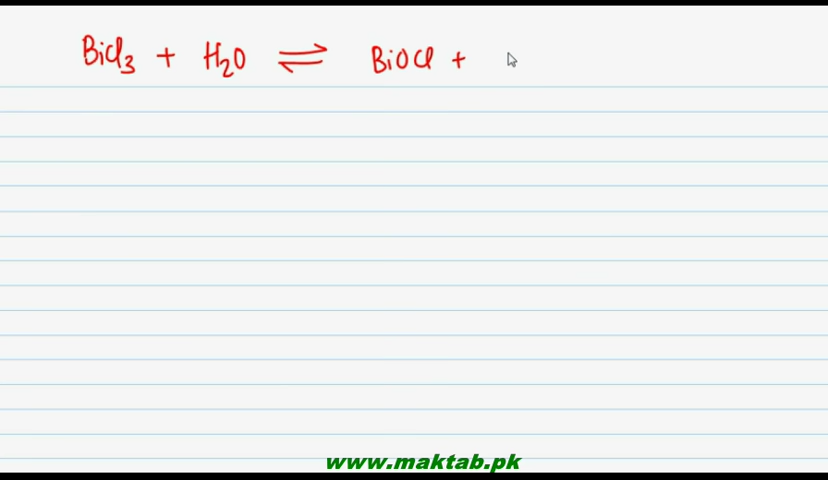 BiCl₃ + H₂O ⇌ BiOCl +
www.maktab.pk